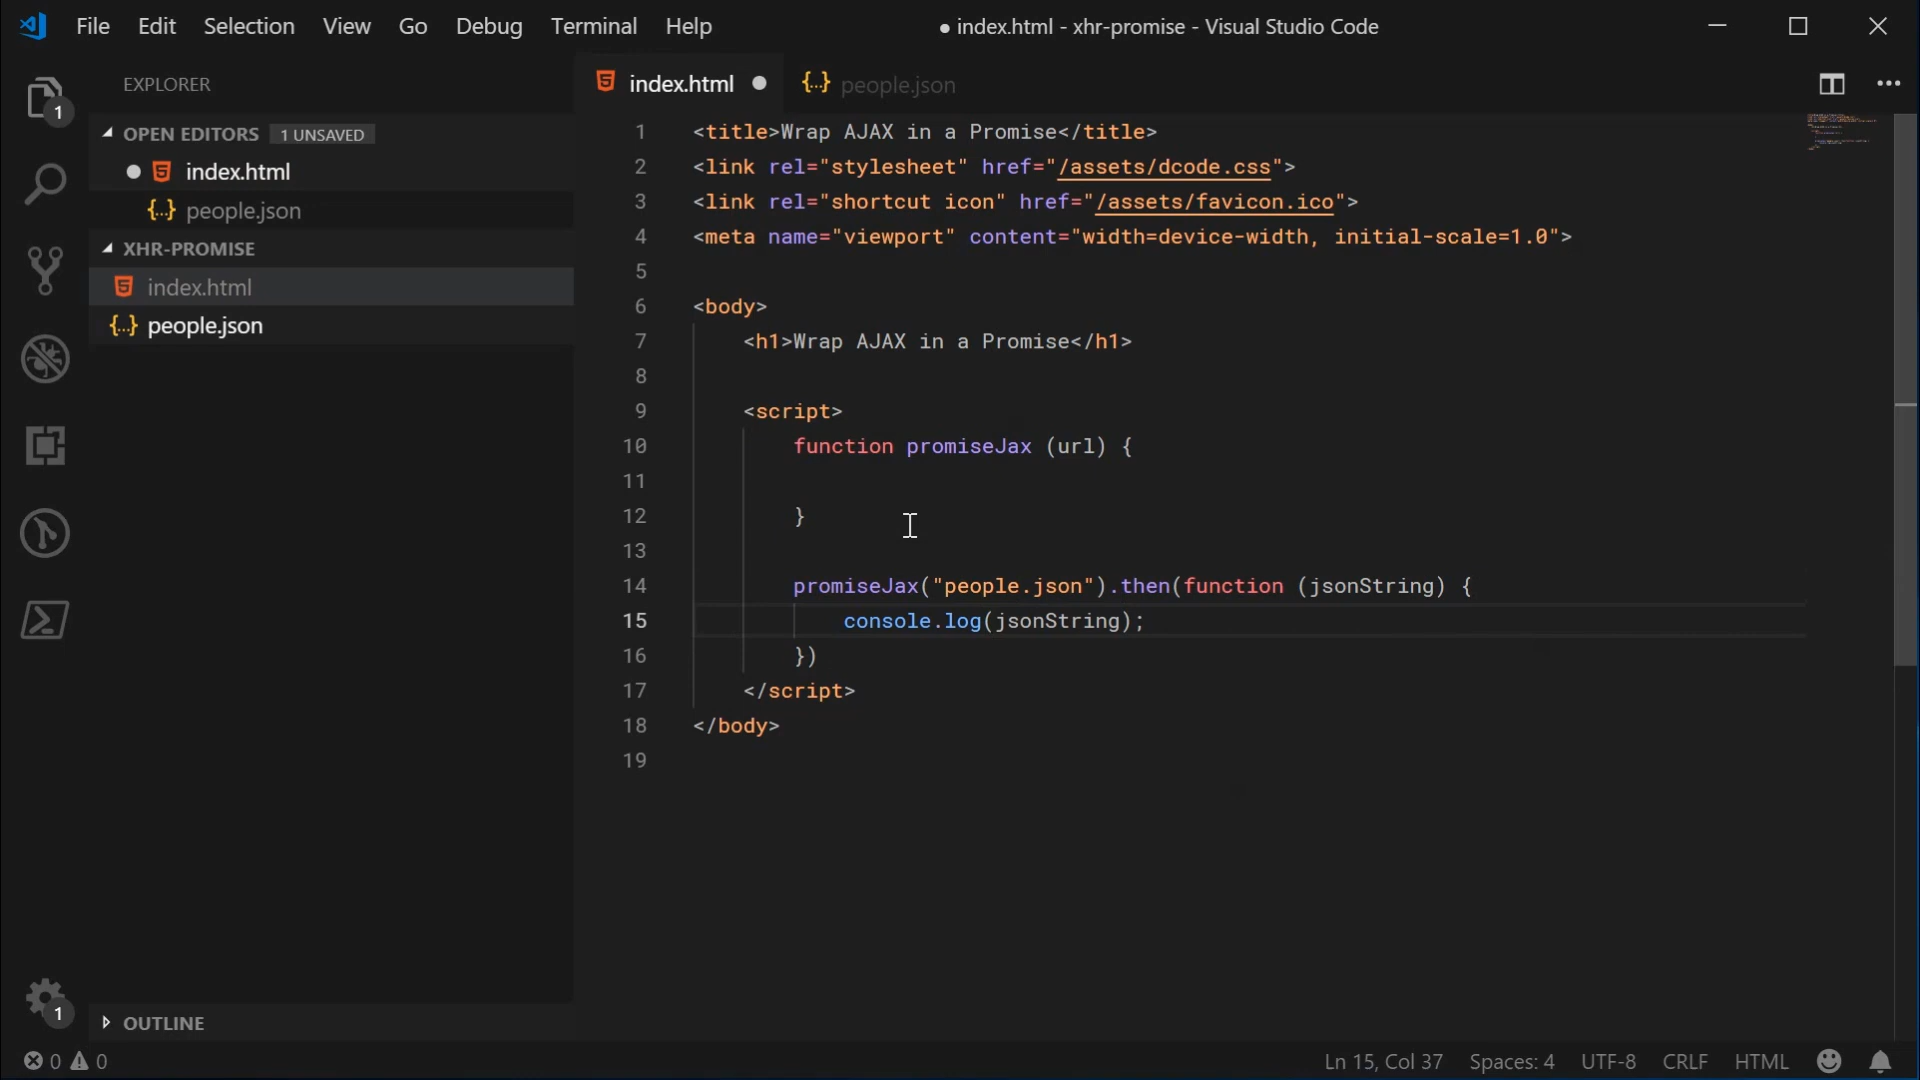 File Edit Selection View Go Debug Terminal Help
● index.html - xhr-promise - Visual Studio Code
EXPLORER
OPEN EDITORS 1 UNSAVED
index.html
people.json
XHR-PROMISE
index.html
people.json
OUTLINE
1
1
index.html
people.json
1 <title>Wrap AJAX in a Promise</title>
2 <link rel="stylesheet" href="/assets/dcode.css">
3 <link rel="shortcut icon" href="/assets/favicon.ico">
4 <meta name="viewport" content="width=device-width, initial-scale=1.0">
5
6 <body>
7 <h1>Wrap AJAX in a Promise</h1>
8
9 <script>
10 function promiseJax (url) {
11
12 }
13
14 promiseJax("people.json").then(function (jsonString) {
15 console.log(jsonString);
16 })
17 </script>
18 </body>
19
0 0
Ln 15, Col 37 Spaces: 4 UTF-8 CRLF HTML